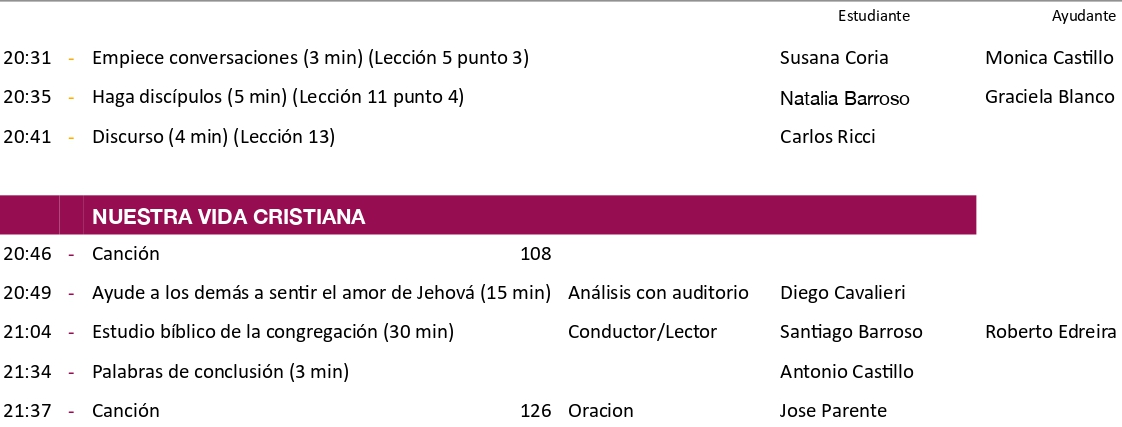 Estudiante Ayudante
20:31 - Empiece conversaciones (3 min) (Lección 5 punto 3) Susana Coria Monica Castillo
20:35 - Haga discípulos (5 min) (Lección 11 punto 4) Natalia Barroso Graciela Blanco
20:41 - Discurso (4 min) (Lección 13) Carlos Ricci
NUESTRA VIDA CRISTIANA
20:46 - Canción 108
20:49 - Ayude a los demás a sentir el amor de Jehová (15 min) Análisis con auditorio Diego Cavalieri
21:04 - Estudio bíblico de la congregación (30 min) Conductor/Lector Santiago Barroso Roberto Edreira
21:34 - Palabras de conclusión (3 min) Antonio Castillo
21:37 - Canción 126 Oracion Jose Parente